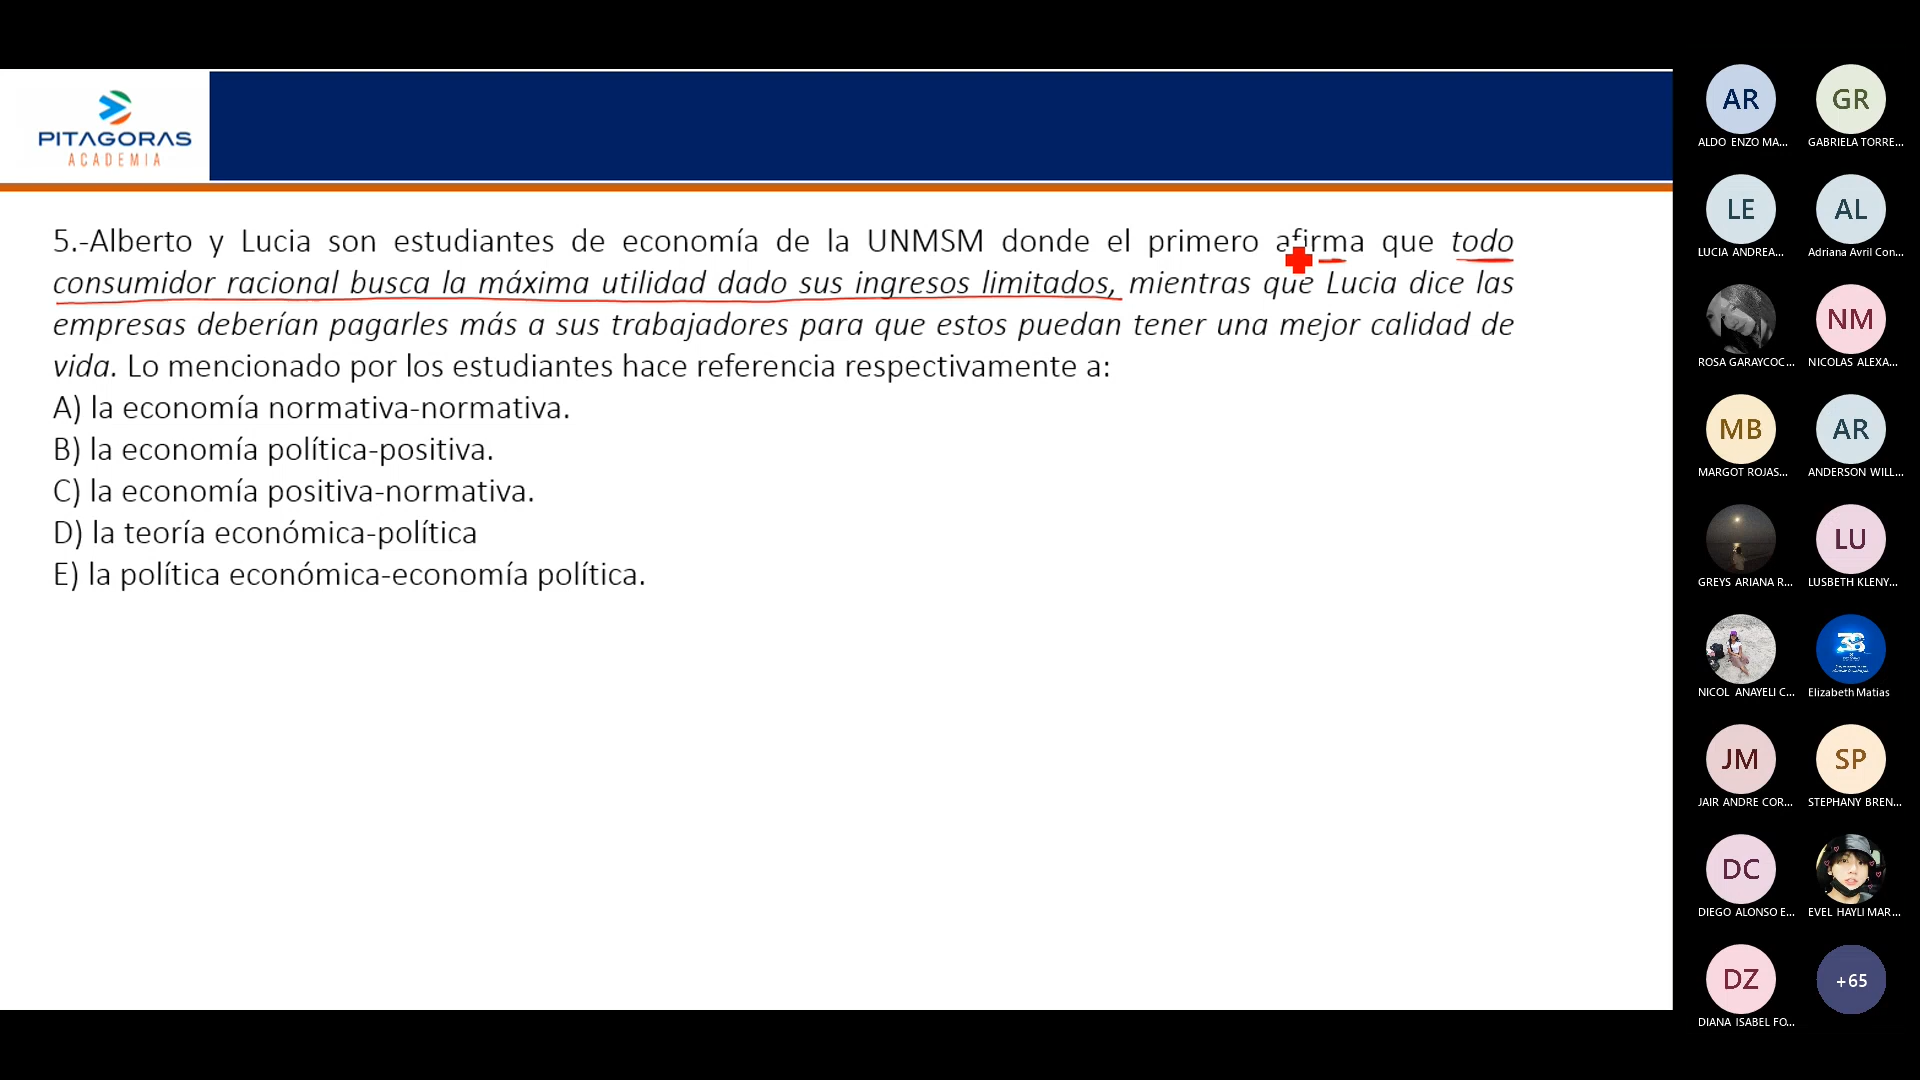 PITAGORAS
ACADEMIA
5.-Alberto y Lucia son estudiantes de economía de la UNMSM donde el primero afirma que todo
consumidor racional busca la máxima utilidad dado sus ingresos limitados, mientras que Lucia dice las
empresas deberían pagarles más a sus trabajadores para que estos puedan tener una mejor calidad de
vida. Lo mencionado por los estudiantes hace referencia respectivamente a:
A) la economía normativa-normativa.
B) la economía política-positiva.
C) la economía positiva-normativa.
D) la teoría económica-política
E) la política económica-economía política.
AR GR
ALDO ENZO MA... GABRIELA TORRE...
LE AL
LUCIA ANDREA... Adriana Avril Con...
NM
ROSA GARAYCOC... NICOLAS ALEXA...
MB AR
MARGOT ROJAS... ANDERSON WILL...
LU
GREYS ARIANA R... LUSBETH KLENY...
38
NICOL ANAYELI C... Elizabeth Matias
JM SP
JAIR ANDRE COR... STEPHANY BREN...
DC
DIEGO ALONSO E... EVEL HAYLI MAR...
DZ +65
DIANA ISABEL FO...